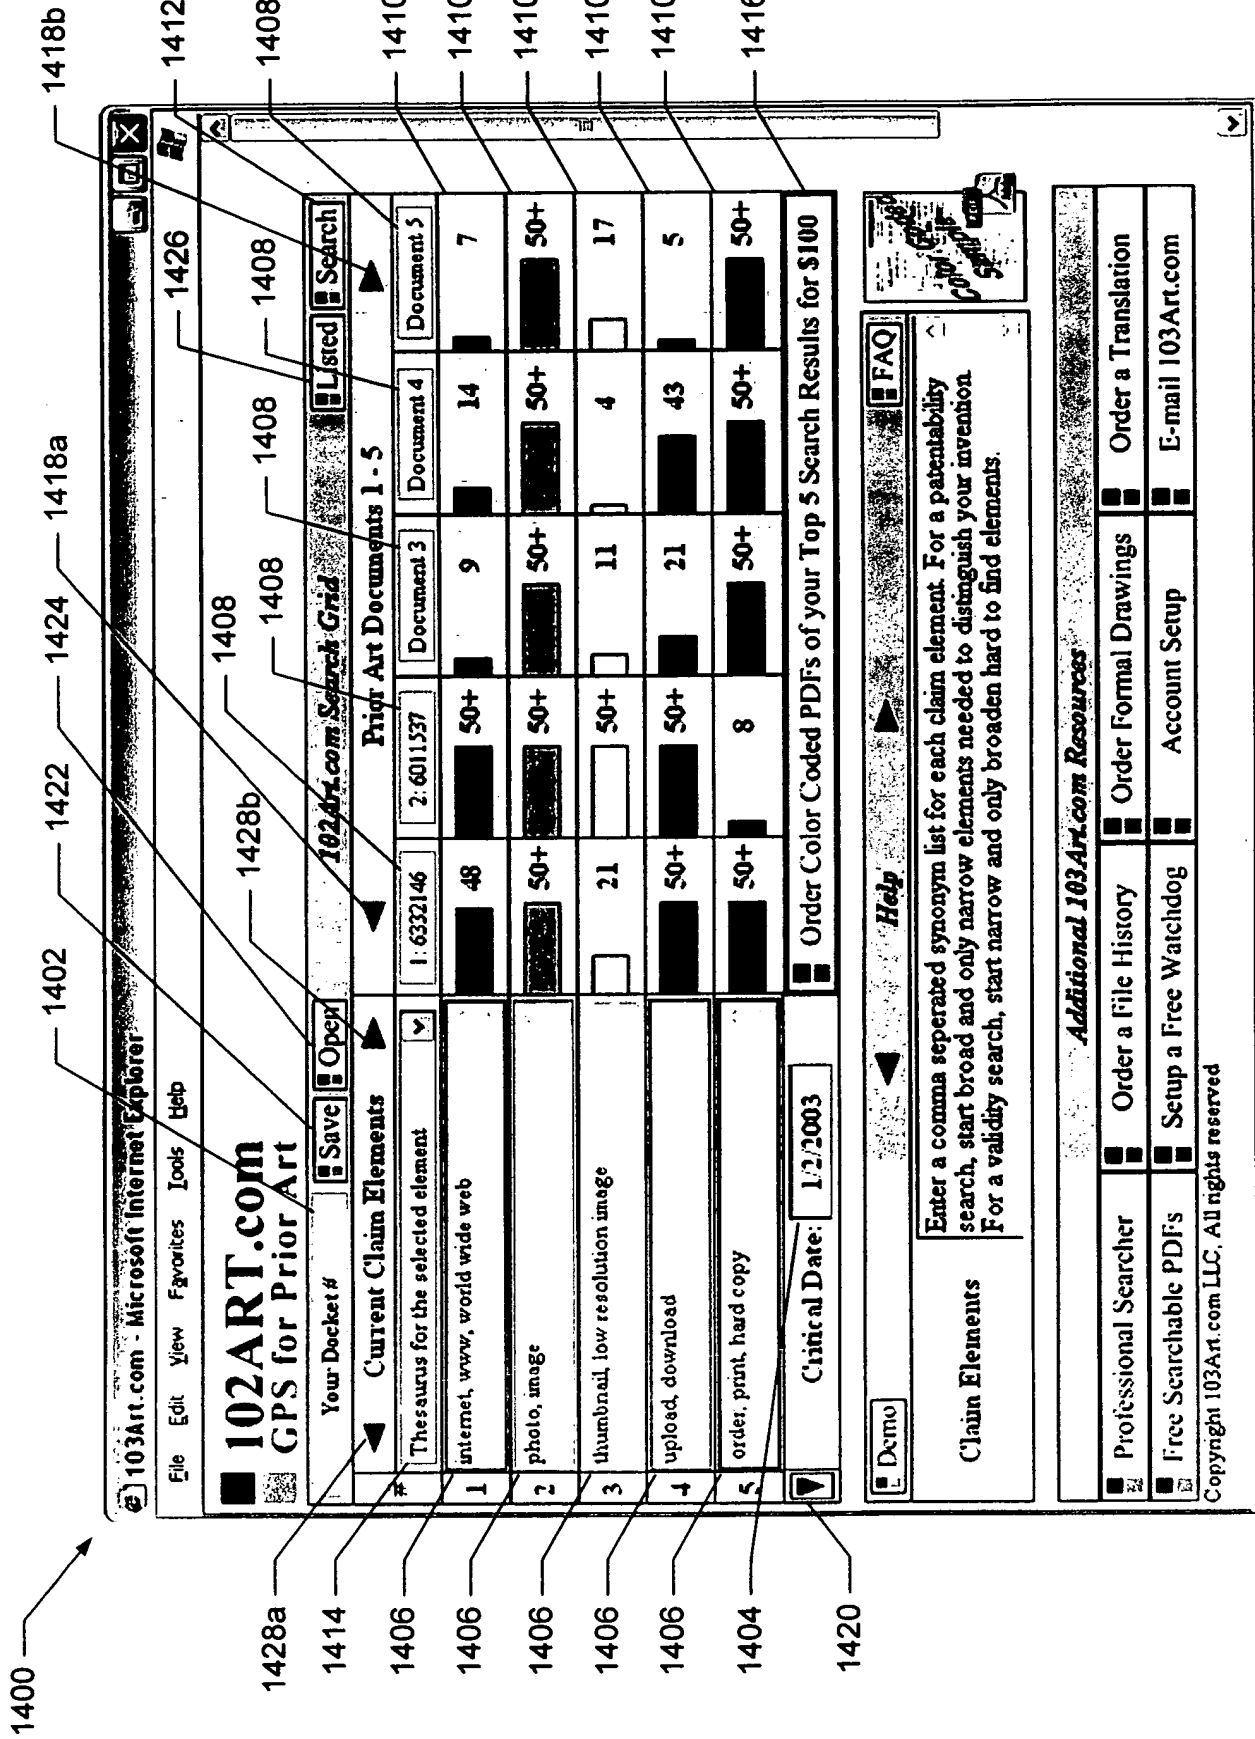 1400
1402
1422
1424
1418a
1418b
1428b
1408
1408
1408
1408
1426
1412
1408
103Art.com - Microsoft Internet Explorer
File Edit View Favorites Tools Help
102ART.com
GPS for Prior Art
Your Docket # Save Open 102Art.com Search Grid Listed Search
Current Claim Elements Prior Art Documents 1 - 5
# Thesaurus for the selected element 1: 6332146 2: 6011537 Document 3 Document 4 Document 5
1 internet, www, world wide web 48 50+ 9 14 7
2 photo, image 50+ 50+ 50+ 50+ 50+
3 thumbnail, low resolution image 21 50+ 11 4 17
4 upload, download 50+ 50+ 21 43 5
5 order, print, hard copy 50+ 8 50+ 50+ 50+
Critical Date: 1/2/2003 Order Color Coded PDFs of your Top 5 Search Results for $100
1428a
1414
1406
1406
1406
1406
1406
1404
1420
1410
1410
1410
1410
1410
1416
Demo Help FAQ
Claim Elements
Enter a comma seperated synonym list for each claim element. For a patentability
search, start broad and only narrow elements needed to distinguish your invention.
For a validity search, start narrow and only broaden hard to find elements.
Additional 103Art.com Resources
Professional Searcher Order a File History Order Formal Drawings Order a Translation
Free Searchable PDFs Setup a Free Watchdog Account Setup E-mail 103Art.com
Copyright 103Art.com LLC, All rights reserved